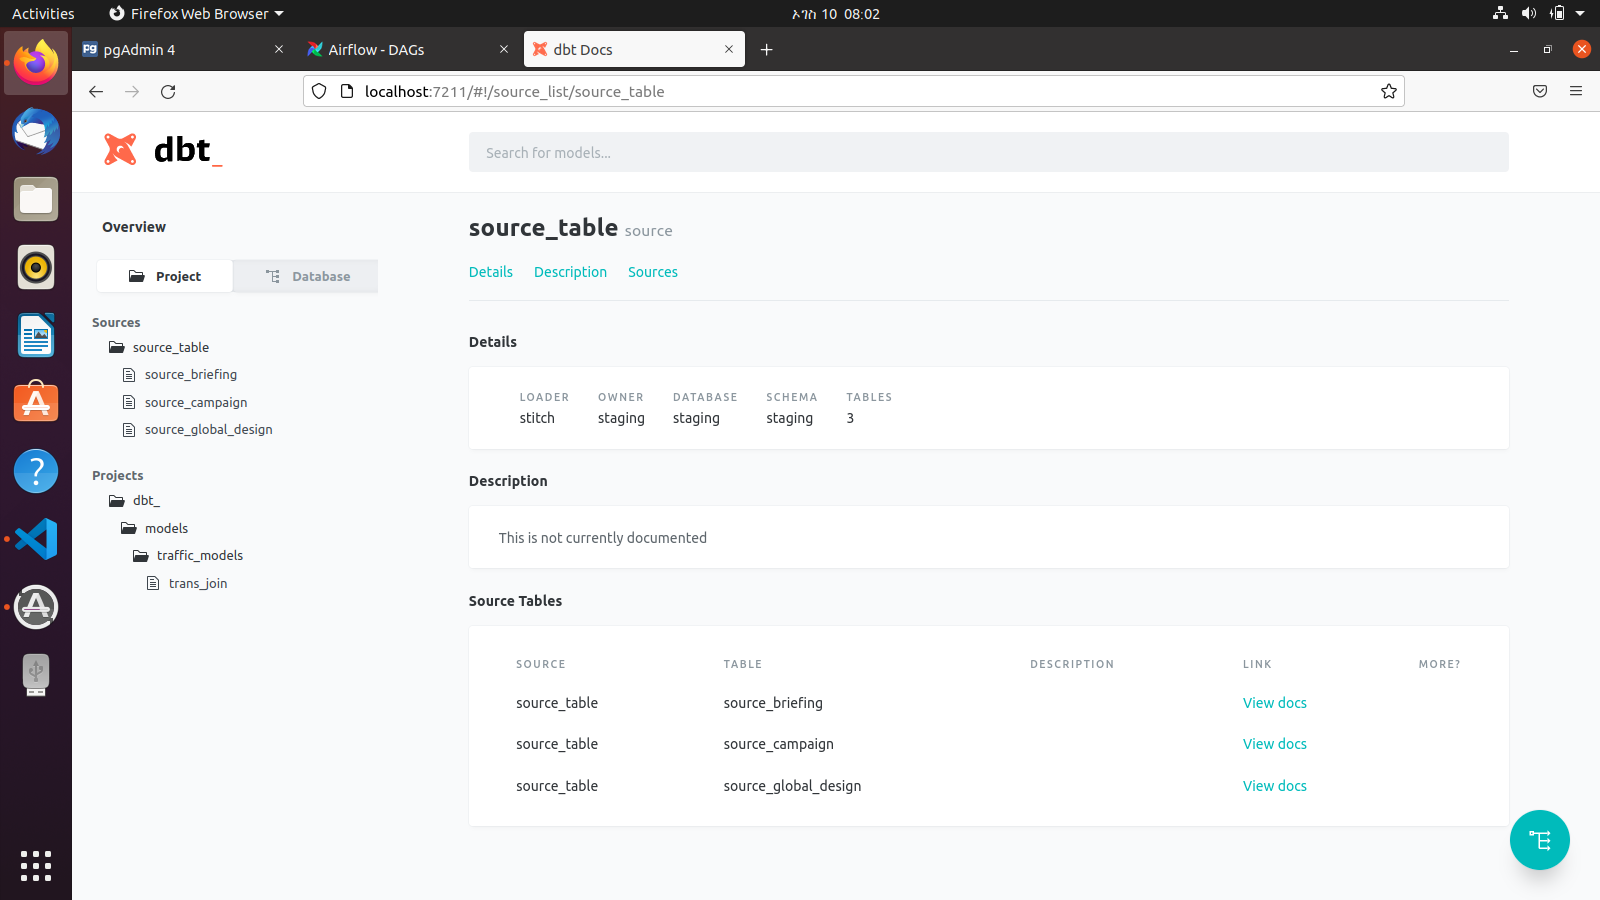 Activities
Firefox Web Browser
ኦገስ 10 08:02
pgAdmin 4
Airflow - DAGs
dbt Docs
localhost:7211/#!/source_list/source_table
dbt_
Search for models...
Overview
Project
Database
Sources
source_table
source_briefing
source_campaign
source_global_design
Projects
dbt_
models
traffic_models
trans_join
source_table source
Details Description Sources
Details
LOADER OWNER DATABASE SCHEMA TABLES
stitch staging staging staging 3
Description
This is not currently documented
Source Tables
SOURCE TABLE DESCRIPTION LINK MORE?
source_table source_briefing View docs
source_table source_campaign View docs
source_table source_global_design View docs